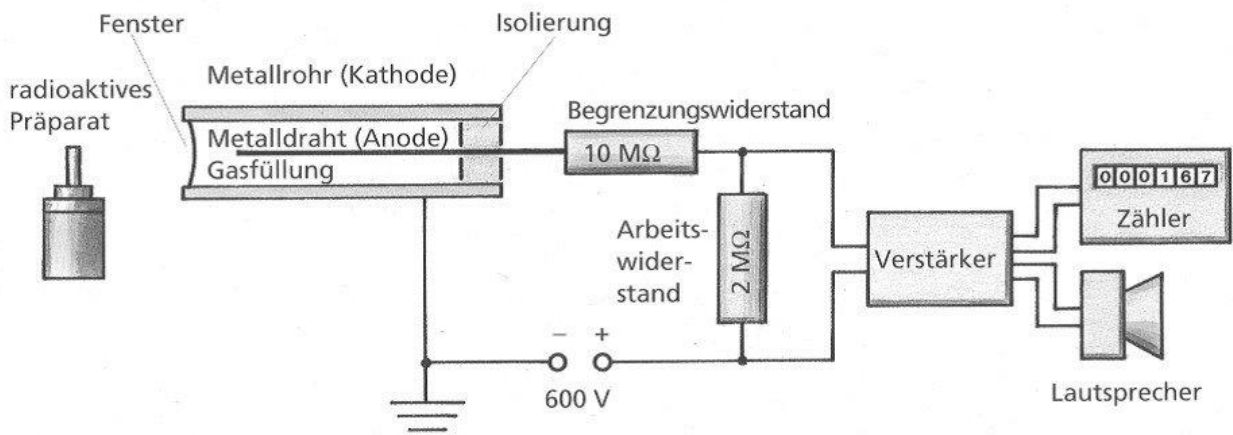 Fenster
Isolierung
radioaktives
Präparat
Metallrohr (Kathode)
Metalldraht (Anode)
Gasfüllung
Begrenzungswiderstand
10 MΩ
Arbeits-
wider-
stand
2 MΩ
Verstärker
000167
Zähler
Lautsprecher
− +
600 V